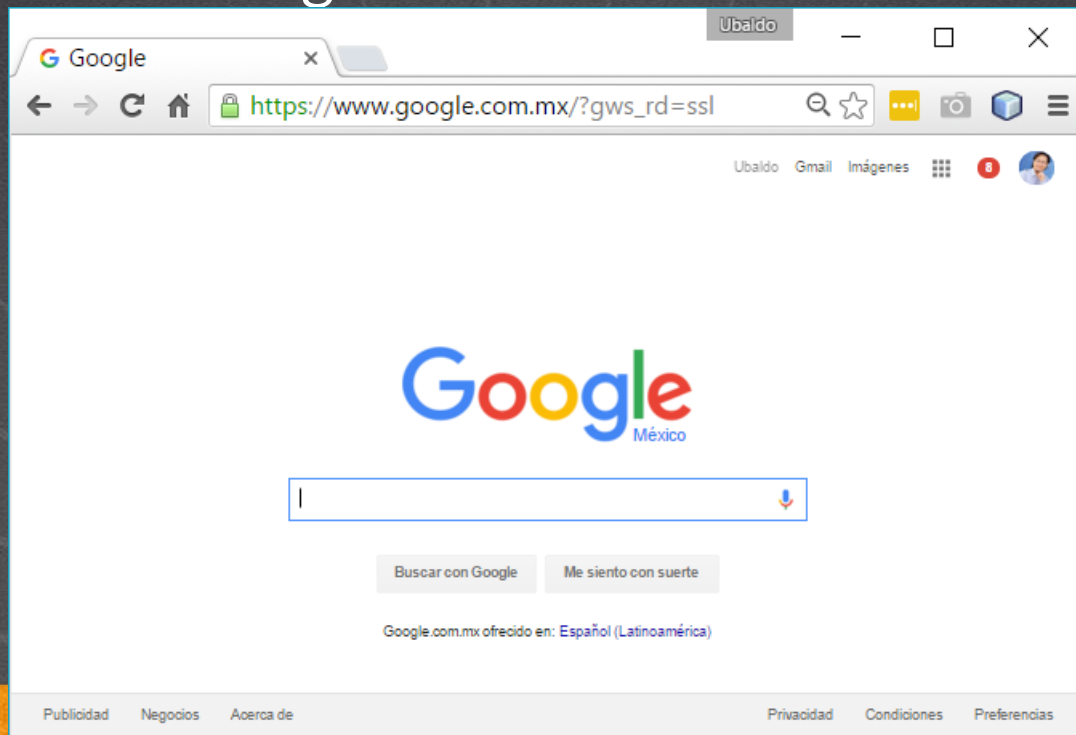 Ubaldo
Google
https://www.google.com.mx/?gws_rd=ssl
Ubaldo Gmail Imágenes 8
Google
México
Buscar con Google Me siento con suerte
Google.com.mx ofrecido en: Español (Latinoamérica)
Publicidad Negocios Acerca de Privacidad Condiciones Preferencias